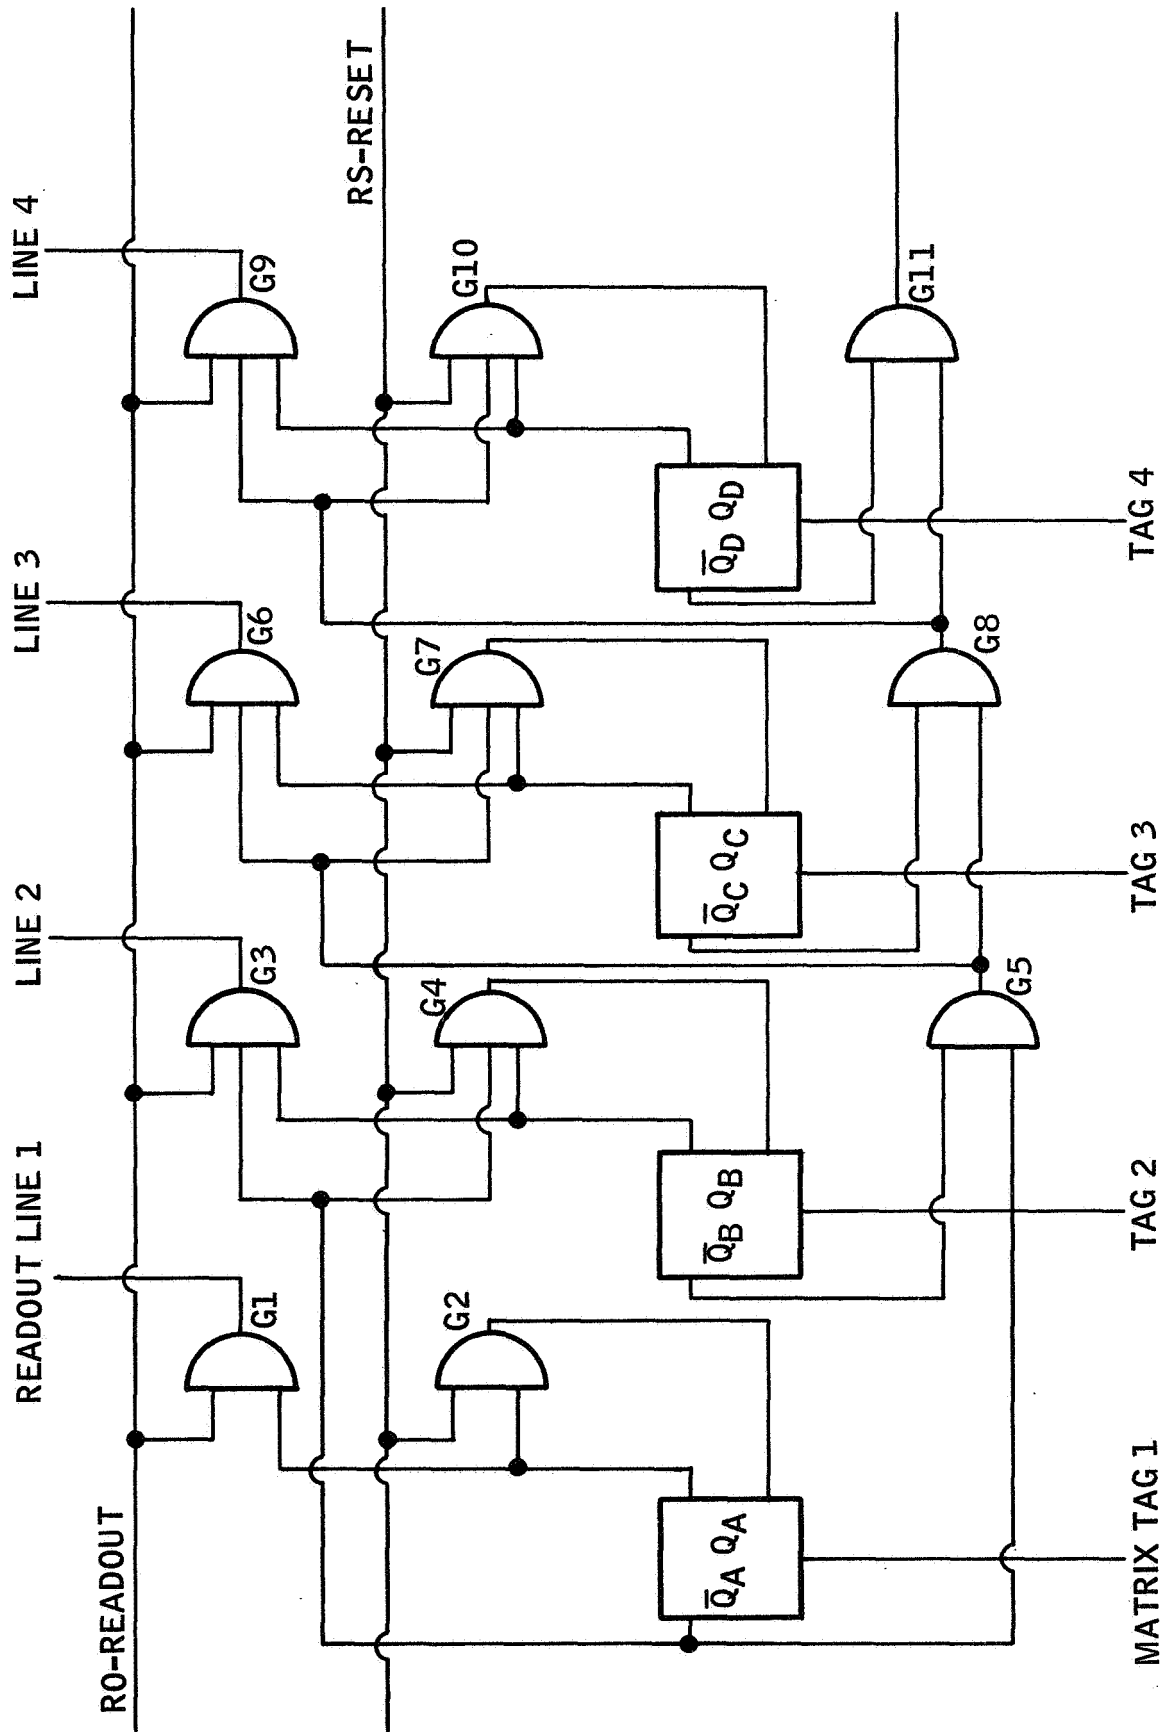 READOUT LINE 1
LINE 2
LINE 3
LINE 4
RO-READOUT
RS-RESET
G1
G3
G6
G9
G2
G4
G7
G10
Q̅A QA
Q̅B QB
Q̅C QC
Q̅D QD
G5
G8
G11
MATRIX TAG 1
TAG 2
TAG 3
TAG 4